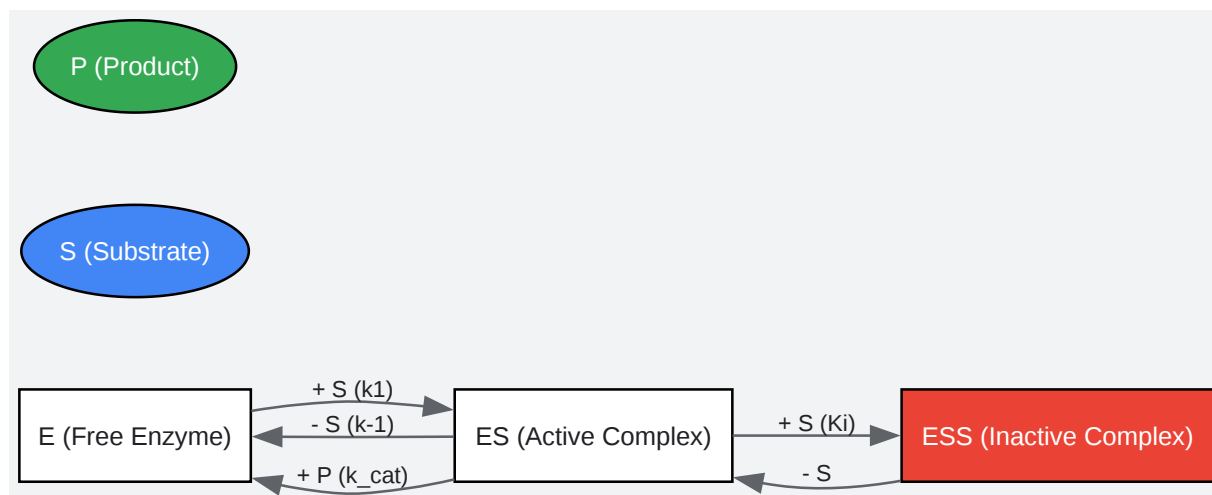 P (Product)
S (Substrate)
+ S (k1)
- S (k-1)
+ P (k_cat)
E (Free Enzyme)
ES (Active Complex)
+ S (Ki)
- S
ESS (Inactive Complex)